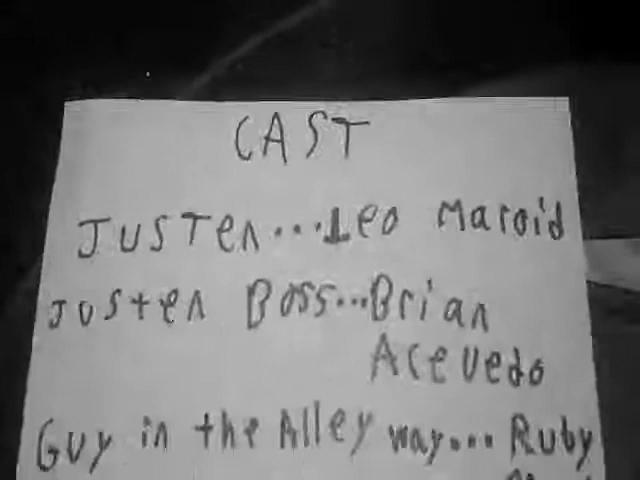 CAST
Justen...Leo Maroid
Justen Boss...Brian
Acevedo
Guy in the Alley way... Ruby